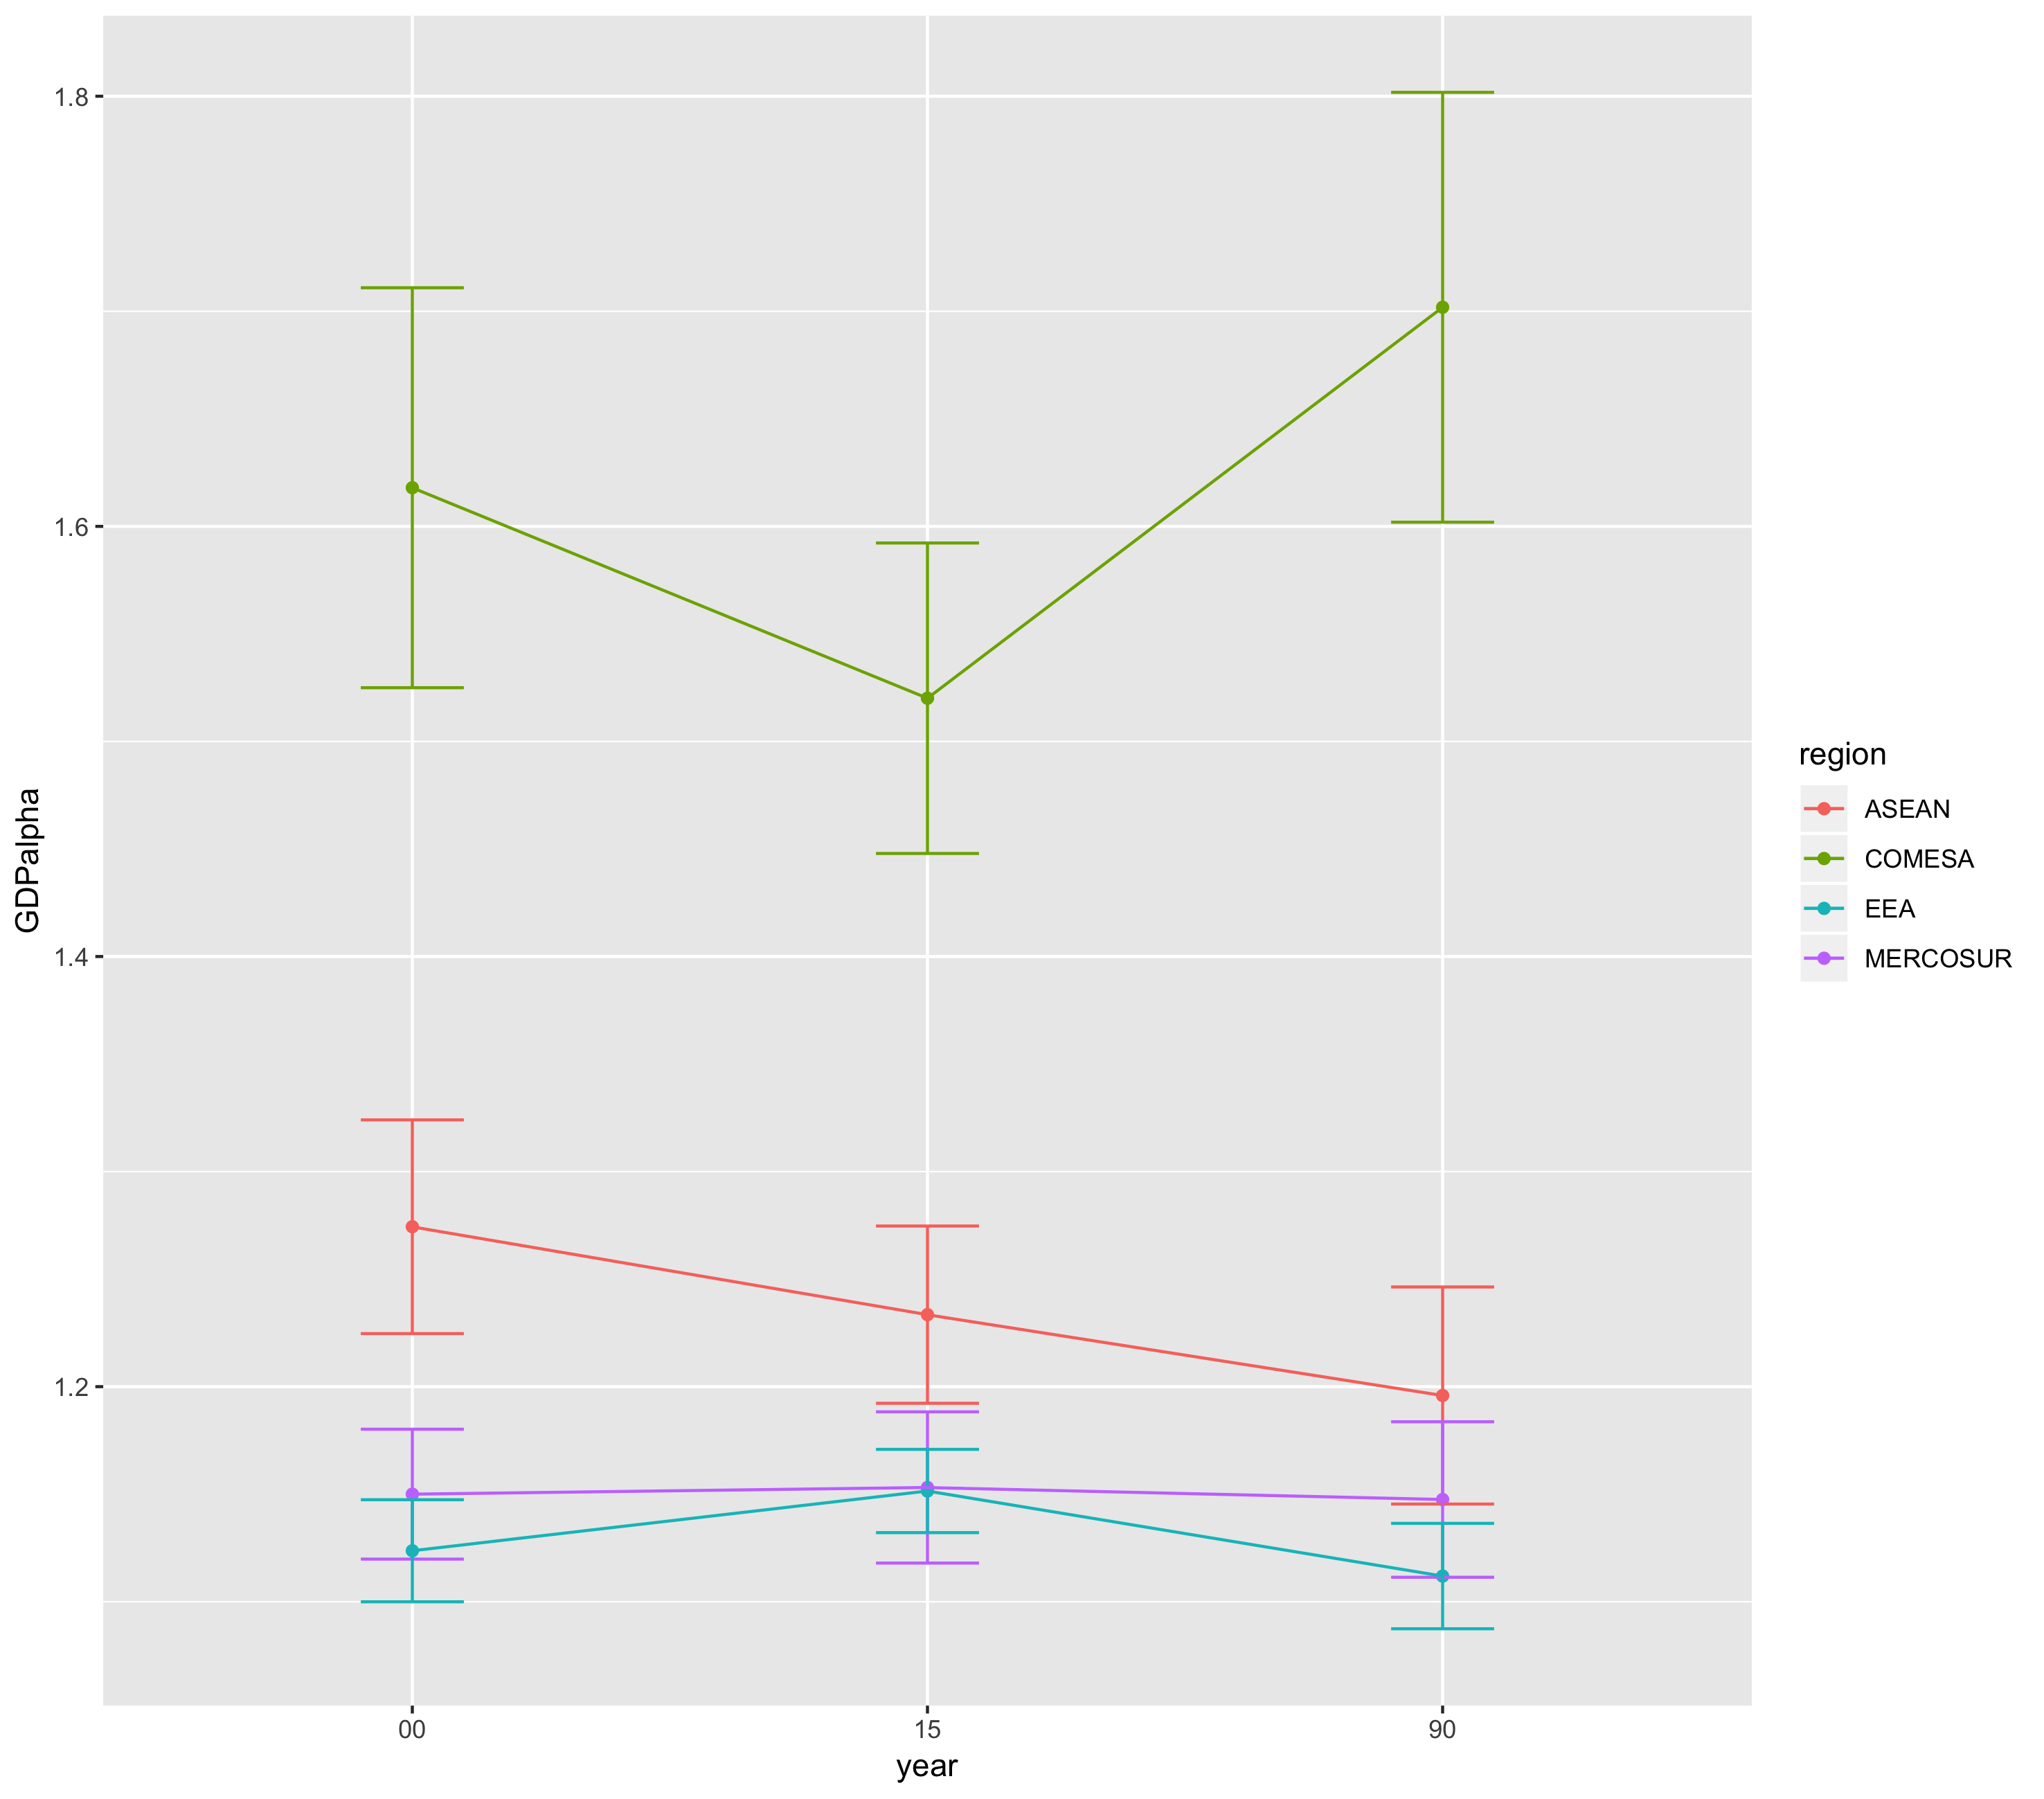 1.8
1.6
1.4
1.2
GDPalpha
00 15 90
year
region
ASEAN
COMESA
EEA
MERCOSUR